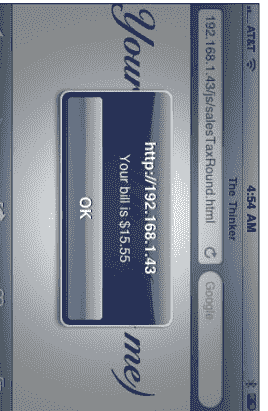 AT&T 4:54 AM
The Thinker
192.168.1.43/js/salesTaxRound.html Google
Your me)
http://192.168.1.43
Your bill is $15.55
OK